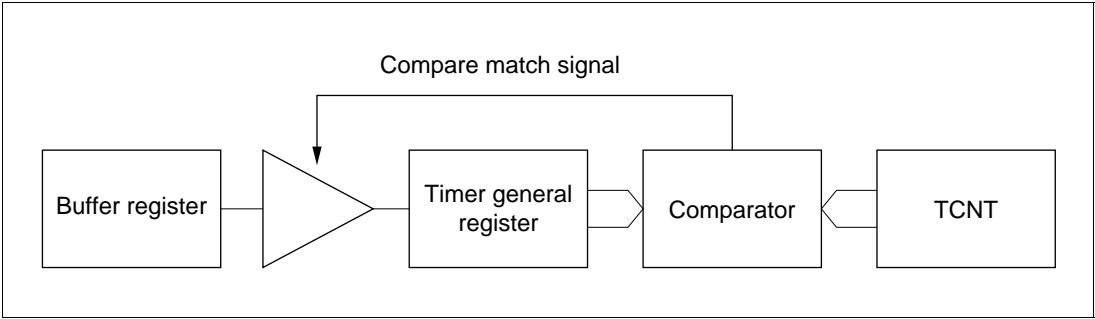 Compare match signal
Buffer register
Timer general
register
Comparator
TCNT